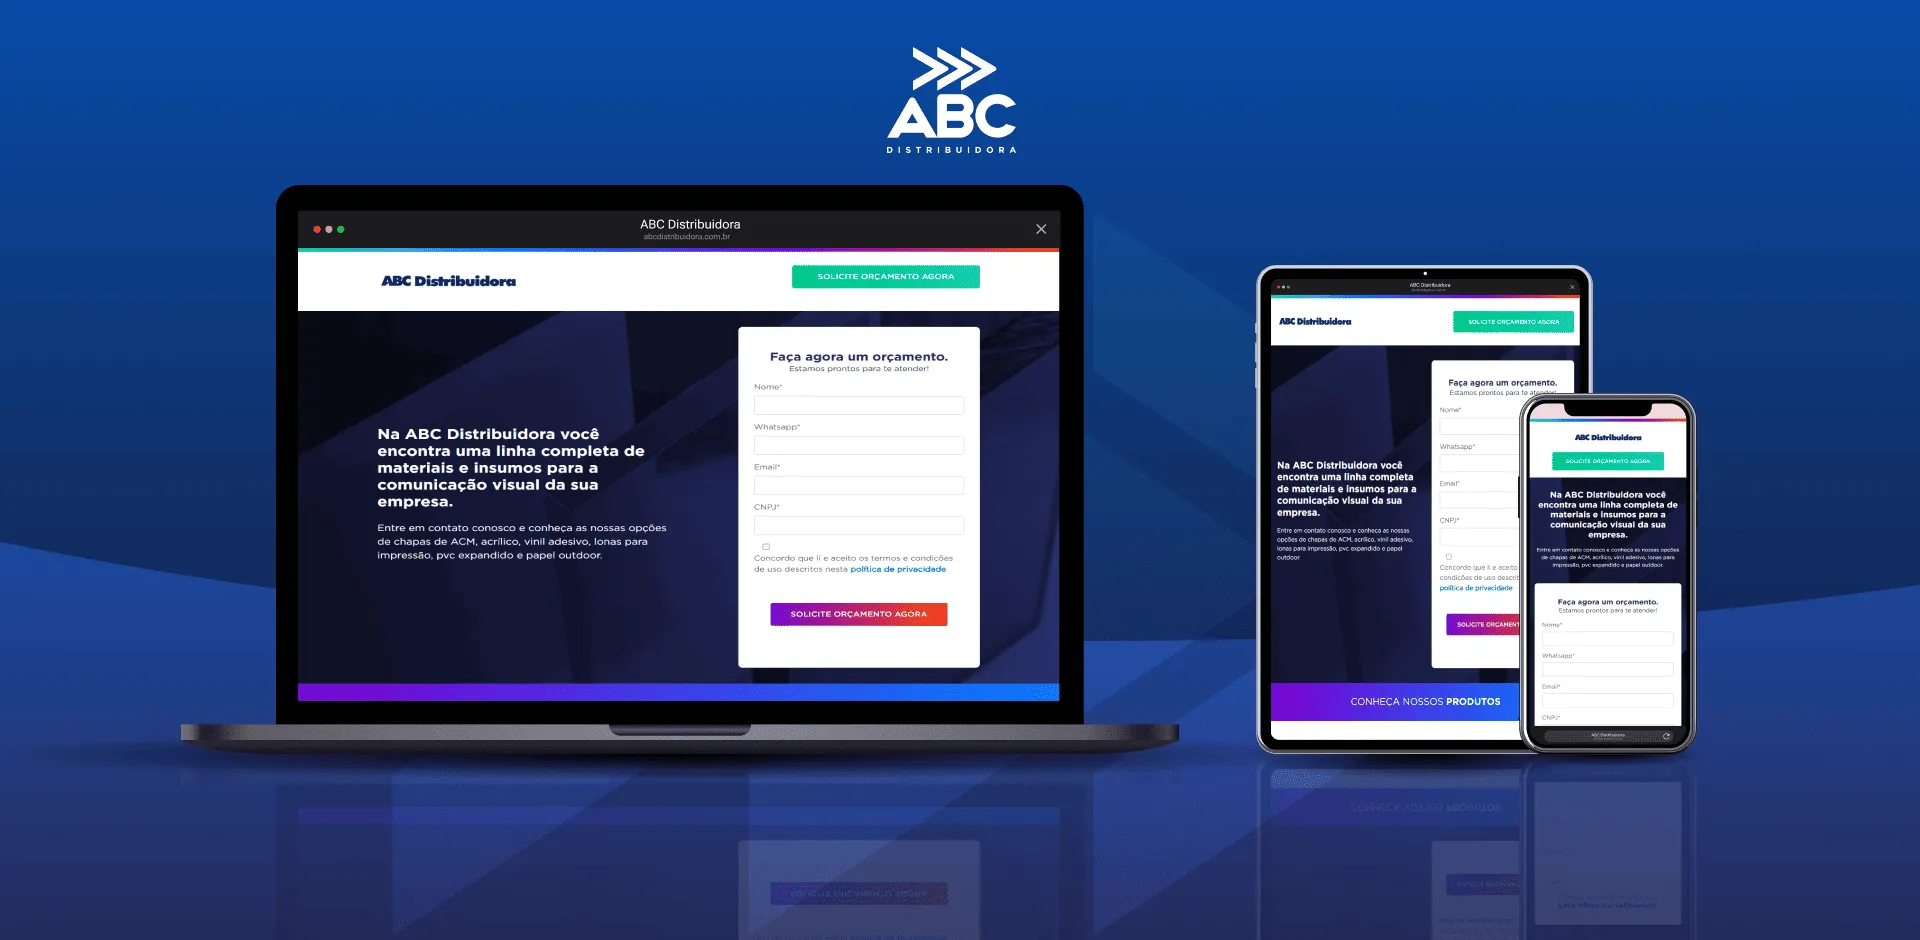 ABC
DISTRIBUIDORA
ABC Distribuidora
abcdistribuidora.com.br
ABC Distribuidora
SOLICITE ORÇAMENTO AGORA
Na ABC Distribuidora você
encontra uma linha completa de
materiais e insumos para a
comunicação visual da sua
empresa.
Entre em contato conosco e conheça as nossas opções
de chapas de ACM, acrílico, vinil adesivo, lonas para
impressão, pvc expandido e papel outdoor.
Faça agora um orçamento.
Estamos prontos para te atender!
Nome*
Whatsapp*
Email*
CNPJ*
Concordo que li e aceito os termos e condições
de uso descritos nesta política de privacidade
SOLICITE ORÇAMENTO AGORA
ABC Distribuidora
ABC Distribuidora
SOLICITE ORÇAMENTO AGORA
Na ABC Distribuidora você
encontra uma linha completa
de materiais e insumos para a
comunicação visual da sua
empresa.
Entre em contato conosco e conheça as nossas
opções de chapas de ACM, acrílico, vinil adesivo,
lonas para impressão, pvc expandido e papel
outdoor.
Faça agora um orçamento.
Estamos prontos para te atender!
Nome*
Whatsapp*
Email*
CNPJ*
Concordo que li e aceito
condições de uso descrit
política de privacidade
SOLICITE ORÇAMENT
CONHEÇA NOSSOS PRODUTOS
ABC Distribuidora
SOLICITE ORÇAMENTO AGORA
Na ABC Distribuidora você
encontra uma linha completa de
materiais e insumos para a
comunicação visual da sua
empresa.
Entre em contato conosco e conheça as nossas opções
de chapas de ACM, acrílico, vinil adesivo, lonas para
impressão, pvc expandido e papel outdoor.
Faça agora um orçamento.
Estamos prontos para te atender!
Nome*
Whatsapp*
Email*
CNPJ*
ABC Distribuidora